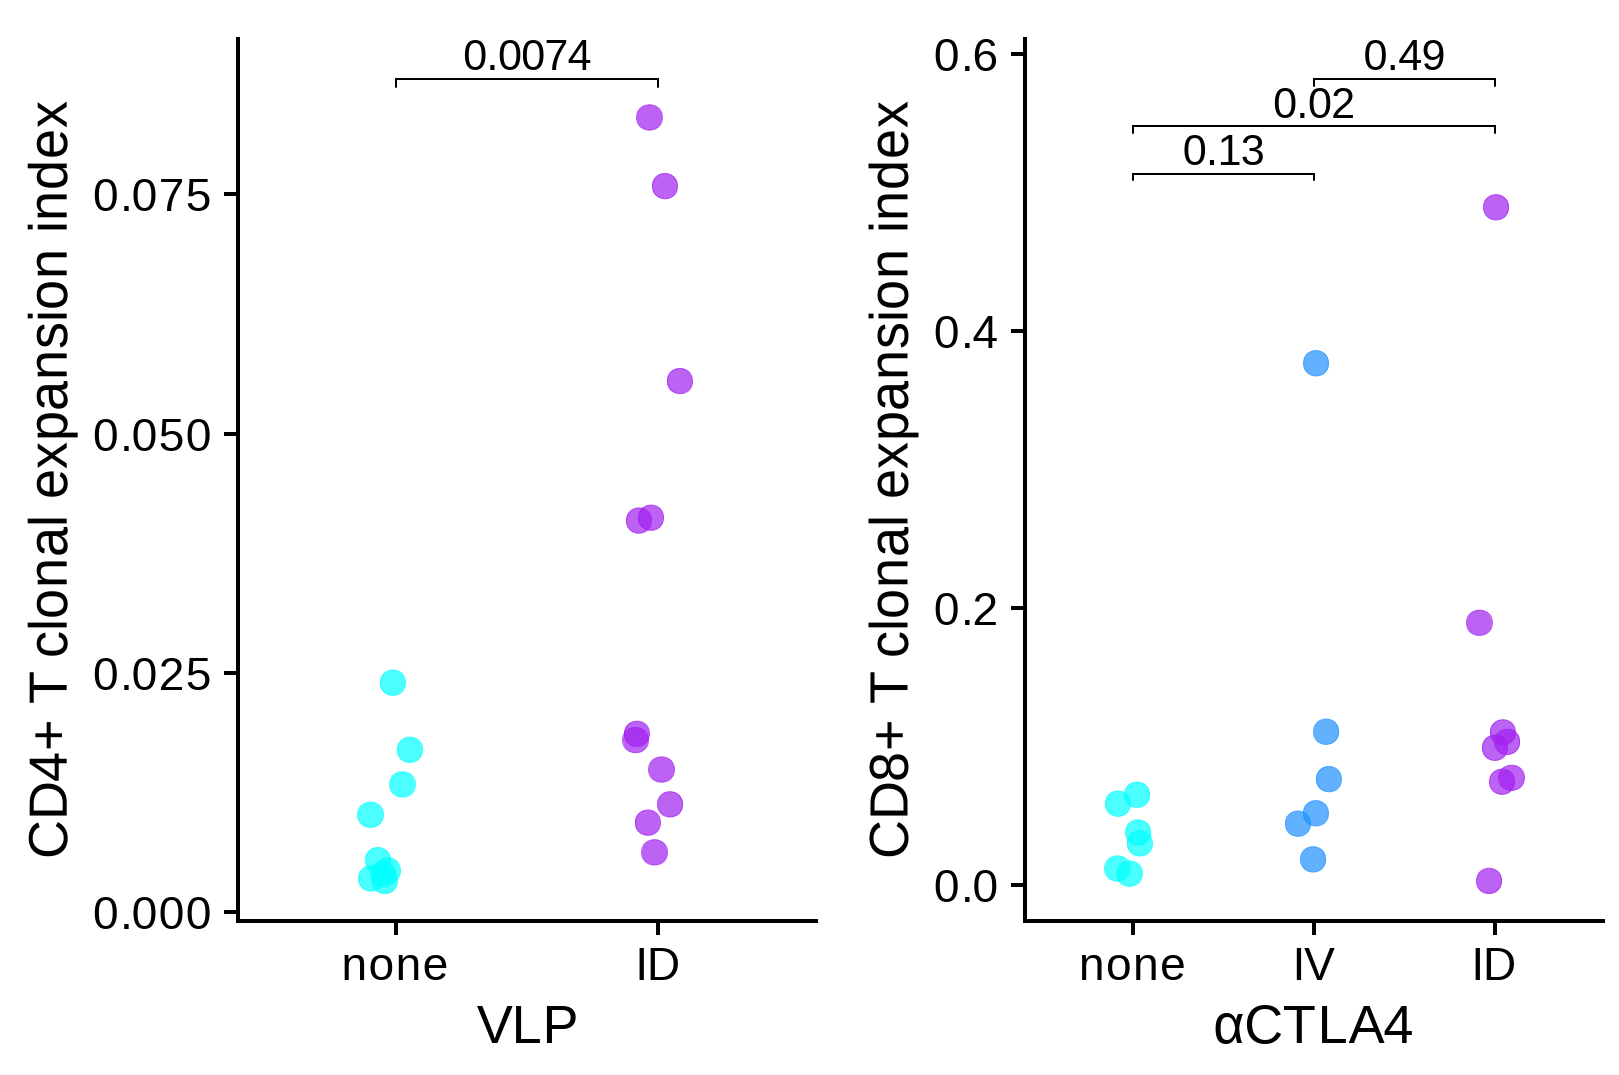 CD4+ T clonal expansion index
0.0074
0.075
0.050
0.025
0.000
none ID
VLP
CD8+ T clonal expansion index
0.6
0.49
0.02
0.13
0.4
0.2
0.0
none IV ID
αCTLA4